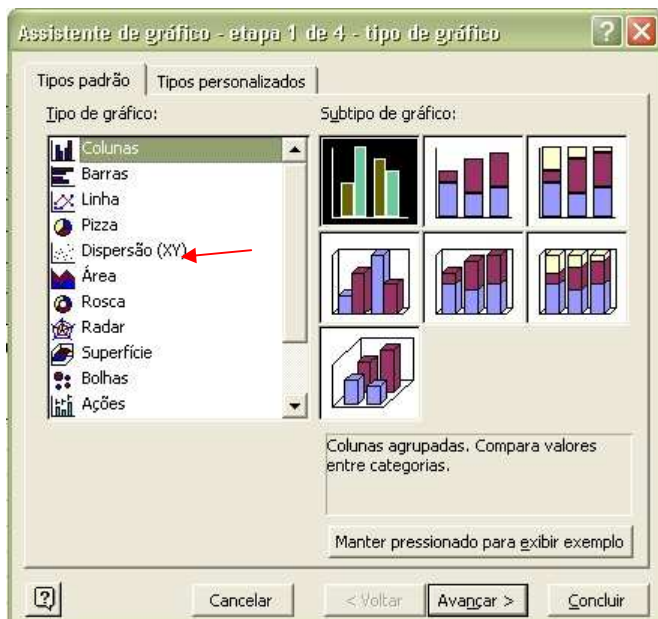 Assistente de gráfico - etapa 1 de 4 - tipo de gráfico
Tipos padrão
Tipos personalizados
Tipo de gráfico:
Colunas
Barras
Linha
Pizza
Dispersão (XY)
Área
Rosca
Radar
Superfície
Bolhas
Ações
Subtipo de gráfico:
Colunas agrupadas. Compara valores
entre categorias.
Manter pressionado para exibir exemplo
Cancelar
< Voltar
Avançar >
Concluir